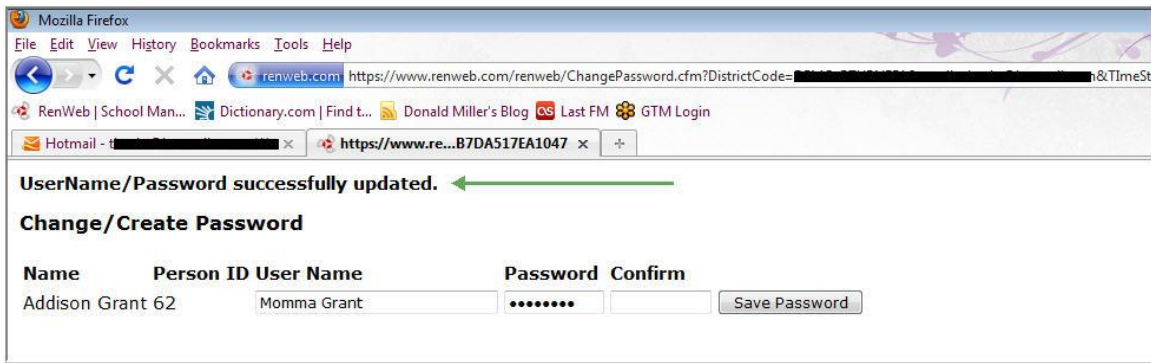 Mozilla Firefox
File Edit View History Bookmarks Tools Help
renweb.com https://www.renweb.com/renweb/ChangePassword.cfm?DistrictCode= n&TImeSt
RenWeb | School Man... Dictionary.com | Find t... Donald Miller's Blog Last FM GTM Login
Hotmail - t https://www.re...B7DA517EA1047
UserName/Password successfully updated.
Change/Create Password
Name Person ID User Name Password Confirm
Addison Grant 62 Momma Grant •••••••• Save Password